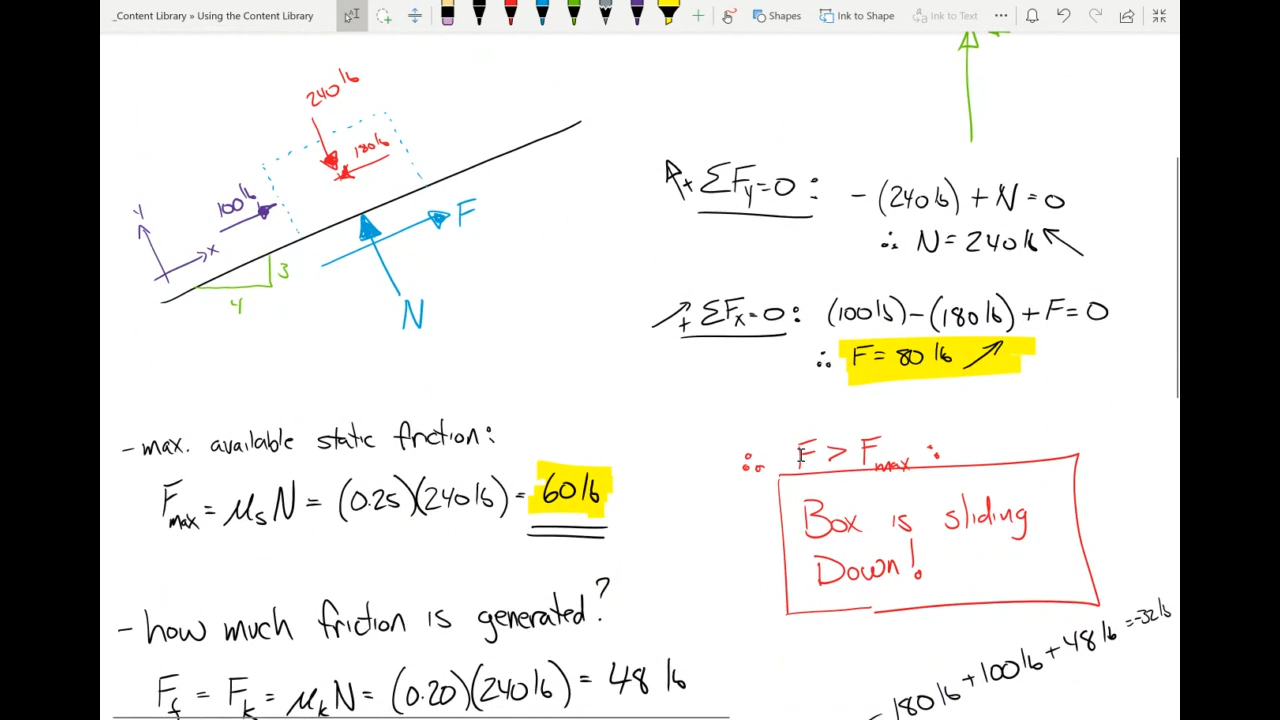 _Content Library » Using the Content Library
Shapes
Ink to Shape
Ink to Text
240 lb
180 lb
100 lb
y
x
F
3
4
N
+ ΣFy=0: -(240 lb) + N = 0
∴ N = 240 lb
+ ΣFx=0: (100 lb) - (180 lb) + F = 0
∴ F = 80 lb
- max. available static friction:
Fmax = μsN = (0.25)(240 lb) = 60 lb
∴ F > Fmax:
Box is sliding
Down!
- how much friction is generated?
Ff = Fk = μkN = (0.20)(240 lb) = 48 lb
- 180 lb + 100 lb + 48 lb = -32 lb